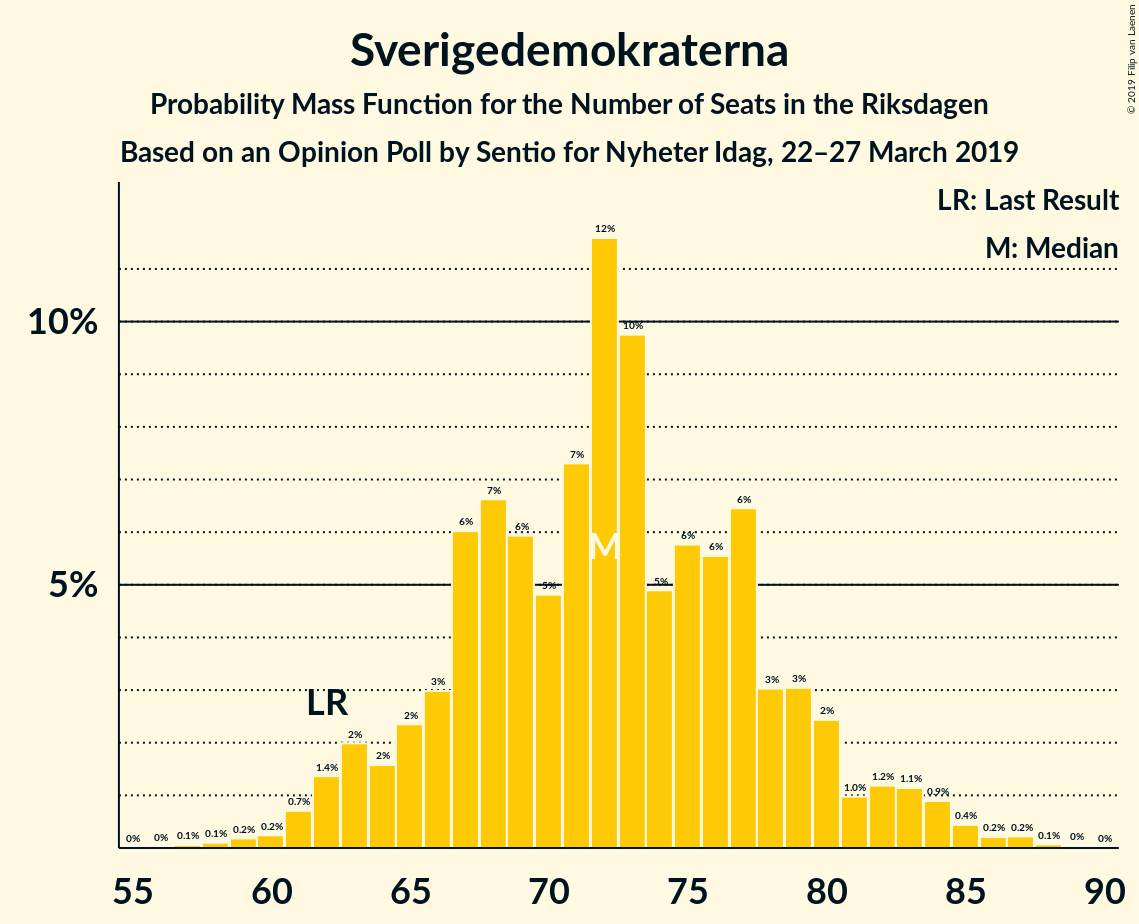 Sverigedemokraterna
Probability Mass Function for the Number of Seats in the Riksdagen
Based on an Opinion Poll by Sentio for Nyheter Idag, 22–27 March 2019
© 2019 Filip van Laenen
LR: Last Result
M: Median
10%
5%
0% 0% 0.1% 0.1% 0.2% 0.2% 0.7% 1.4% 2% 2% 2% 3% 6% 7% 6% 5% 7% 12% 10% 5% 6% 6% 6% 3% 3% 2% 1.0% 1.2% 1.1% 0.9% 0.4% 0.2% 0.2% 0.1% 0% 0%
LR
M
55 60 65 70 75 80 85 90